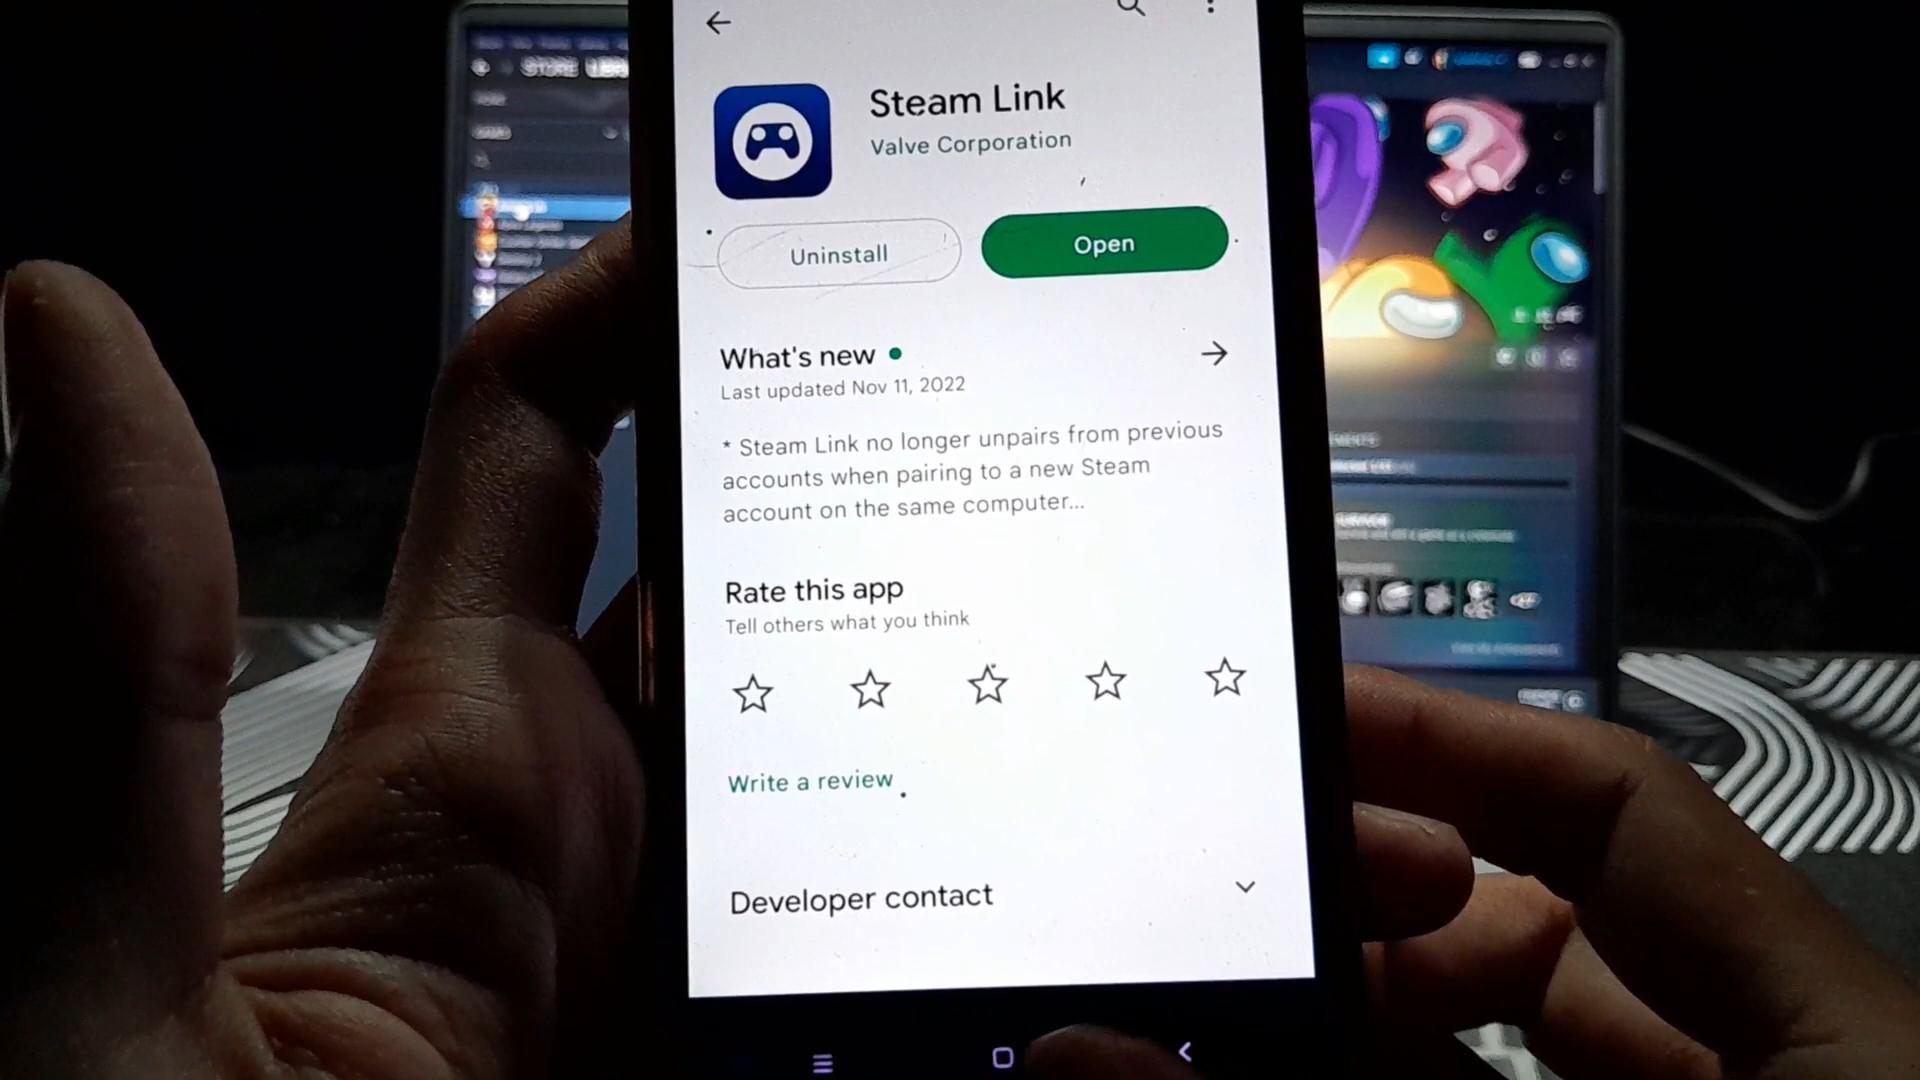 STORE
Steam Link
Valve Corporation
Uninstall
Open
What's new
Last updated Nov 11, 2022
* Steam Link no longer unpairs from previous
accounts when pairing to a new Steam
account on the same computer...
Rate this app
Tell others what you think
Write a review
Developer contact